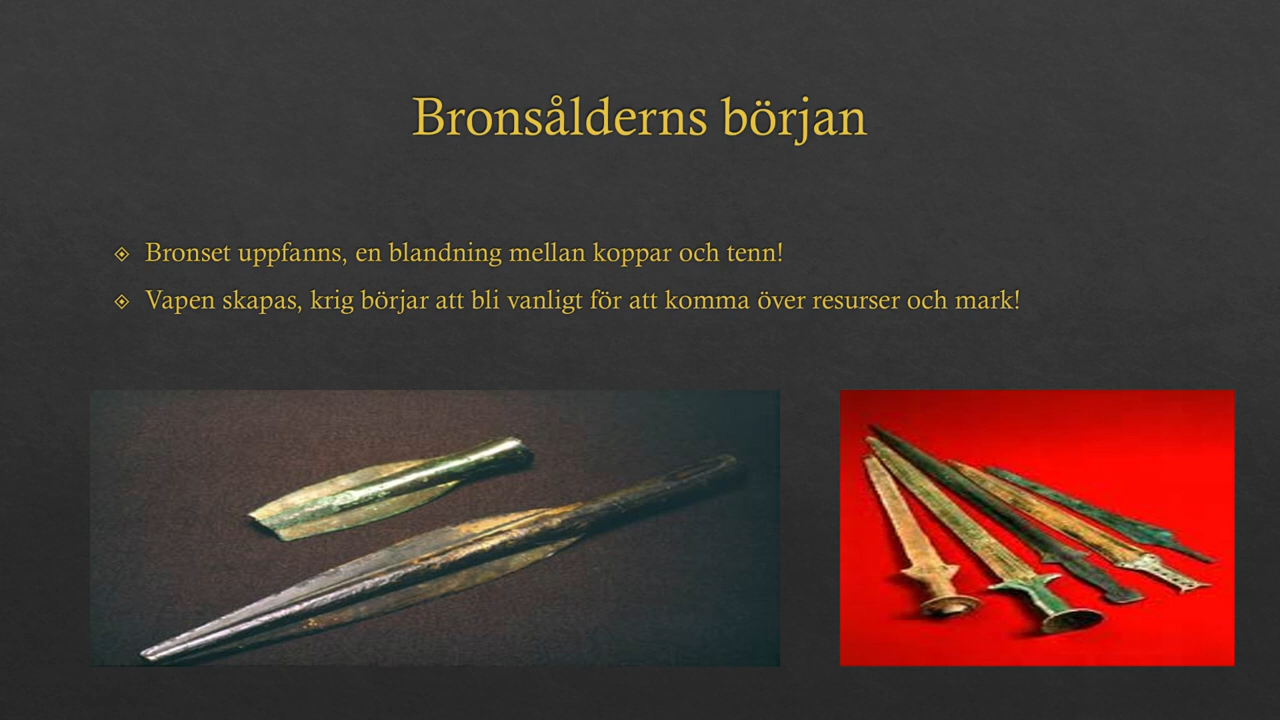 Bronsålderns början
Bronset uppfanns, en blandning mellan koppar och tenn!
Vapen skapas, krig börjar att bli vanligt för att komma över resurser och mark!